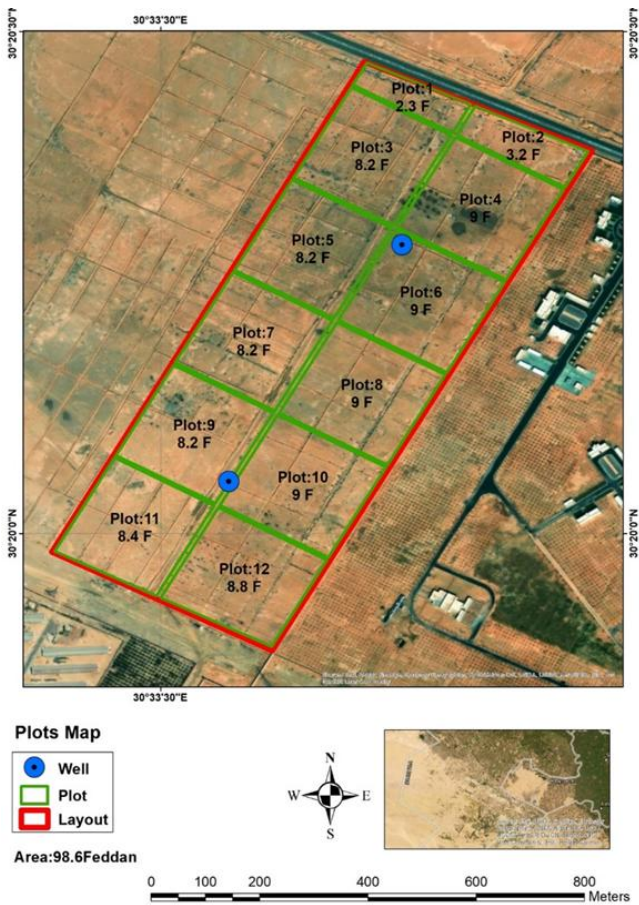 30°33'30"E
30°20'30"N
30°20'30"N
Plot:1
2.3 F
Plot:2
3.2 F
Plot:3
8.2 F
Plot:4
9 F
Plot:5
8.2 F
Plot:6
9 F
Plot:7
8.2 F
Plot:8
9 F
Plot:9
8.2 F
Plot:10
9 F
Plot:11
8.4 F
Plot:12
8.8 F
30°20'0"N
30°20'0"N
30°33'30"E
Plots Map
Well
Plot
Layout
Area:98.6Feddan
N
W E
S
0 100 200 400 600 800
Meters